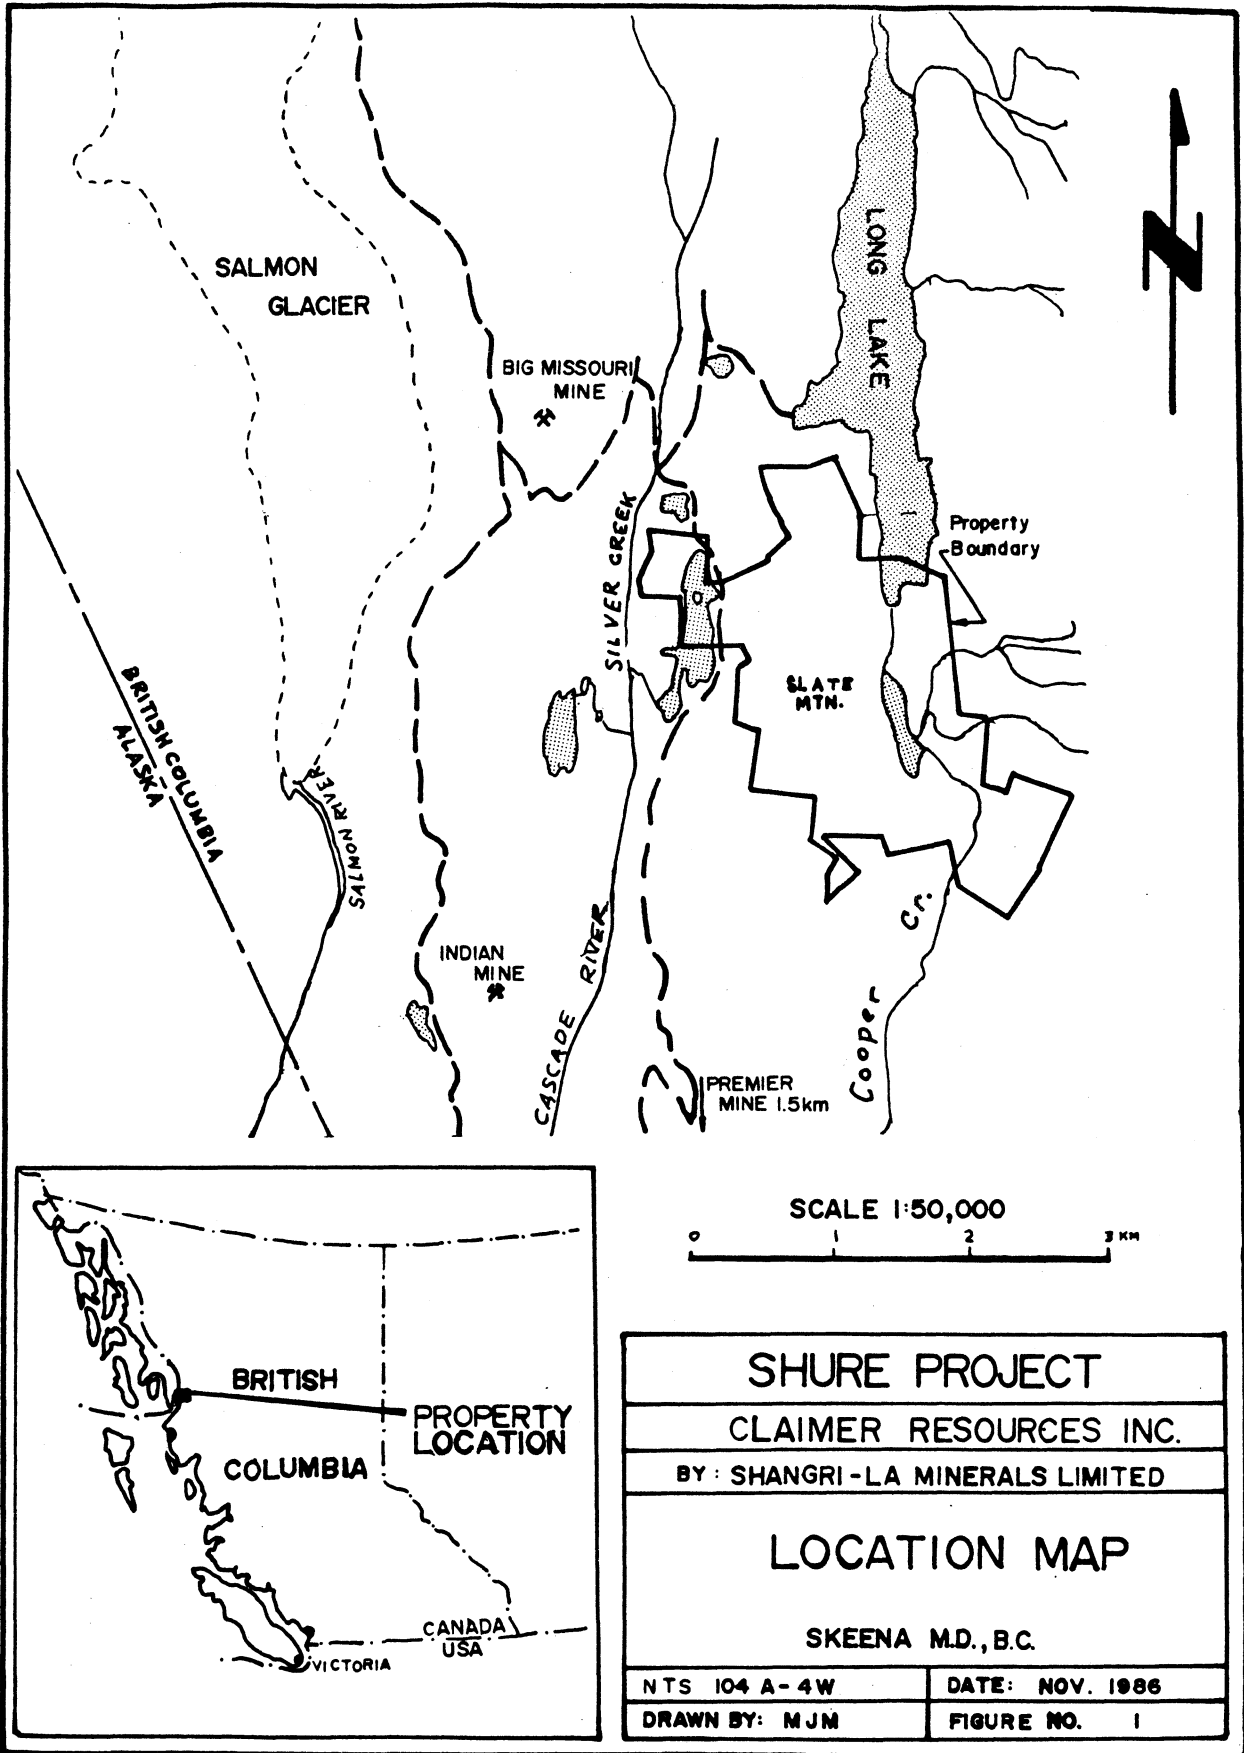 SALMON
GLACIER
BIG MISSOURI
MINE
LONG LAKE
N
SILVER CREEK
Property
Boundary
SLATE
MTN.
BRITISH COLUMBIA
ALASKA
SALMON RIVER
INDIAN
MINE
CASCADE RIVER
Cooper Cr.
PREMIER
MINE 1.5km
SCALE 1:50,000
0 1 2 3 KM
BRITISH
COLUMBIA
PROPERTY
LOCATION
CANADA
USA
VICTORIA
SHURE PROJECT
CLAIMER RESOURCES INC.
BY: SHANGRI-LA MINERALS LIMITED
LOCATION MAP
SKEENA M.D., B.C.
NTS 104 A-4W
DATE: NOV. 1986
DRAWN BY: MJM
FIGURE NO. 1